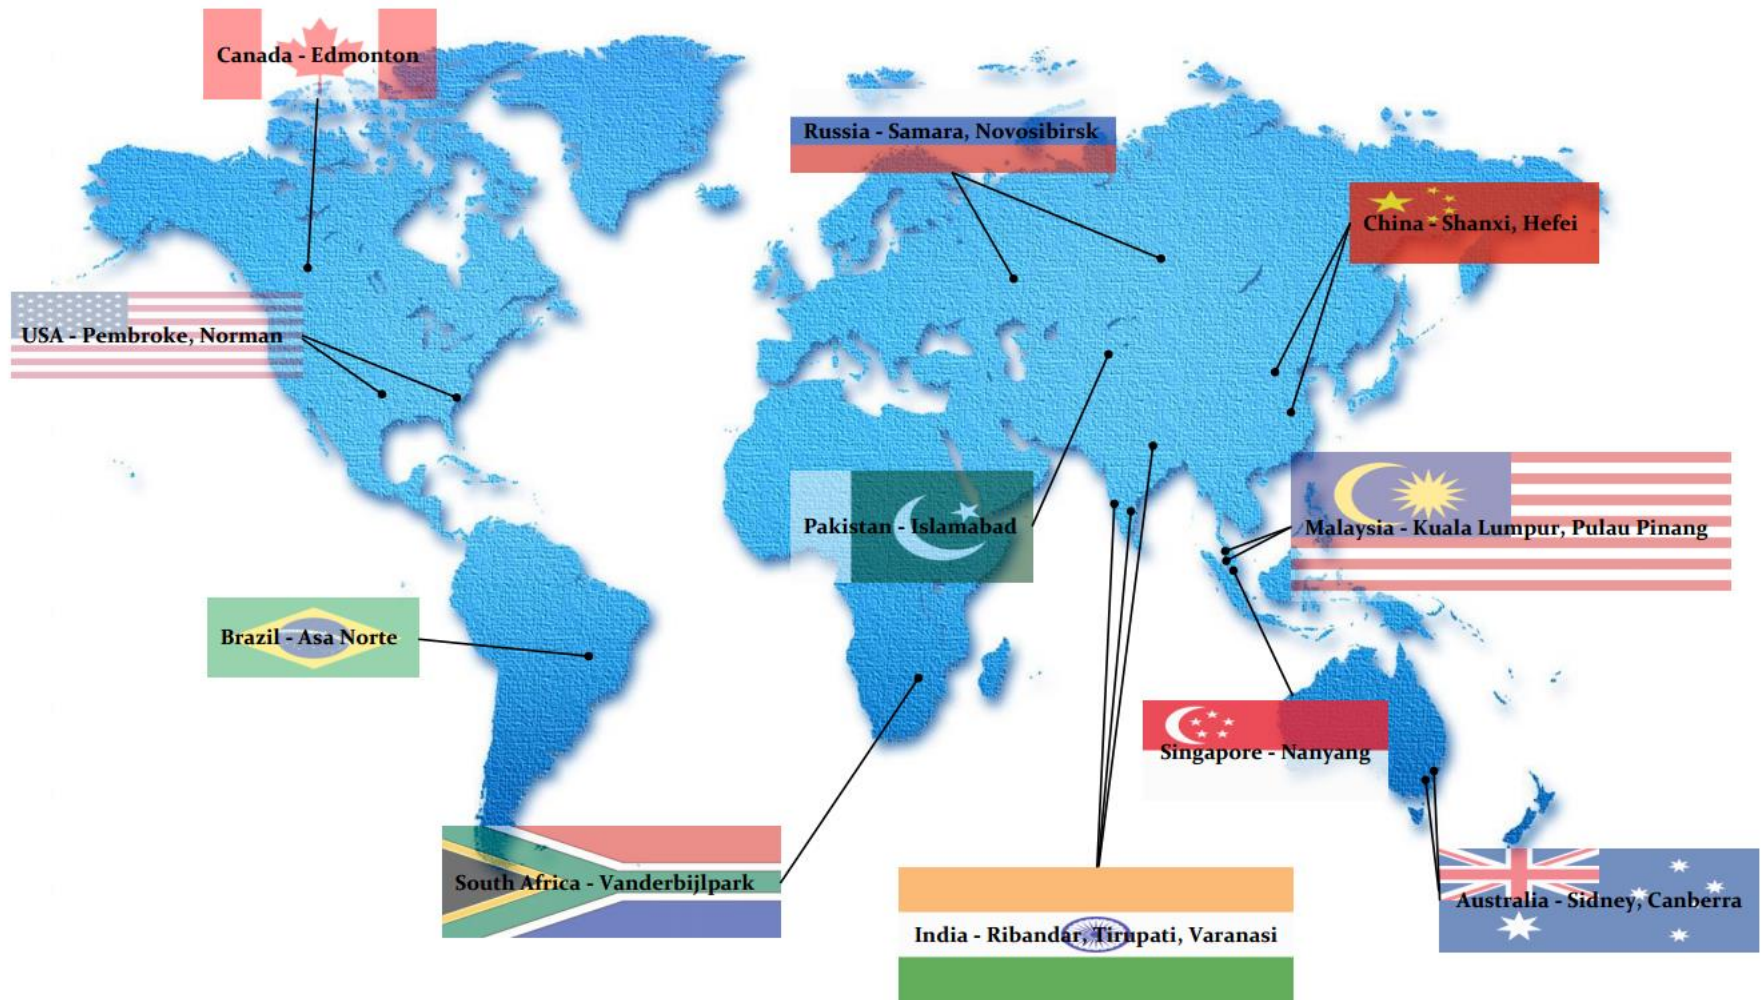 Canada - Edmonton
Russia - Samara, Novosibirsk
China - Shanxi, Hefei
USA - Pembroke, Norman
Pakistan - Islamabad
Malaysia - Kuala Lumpur, Pulau Pinang
Brazil - Asa Norte
Singapore - Nanyang
South Africa - Vanderbijlpark
India - Ribandar, Tirupati, Varanasi
Australia - Sidney, Canberra